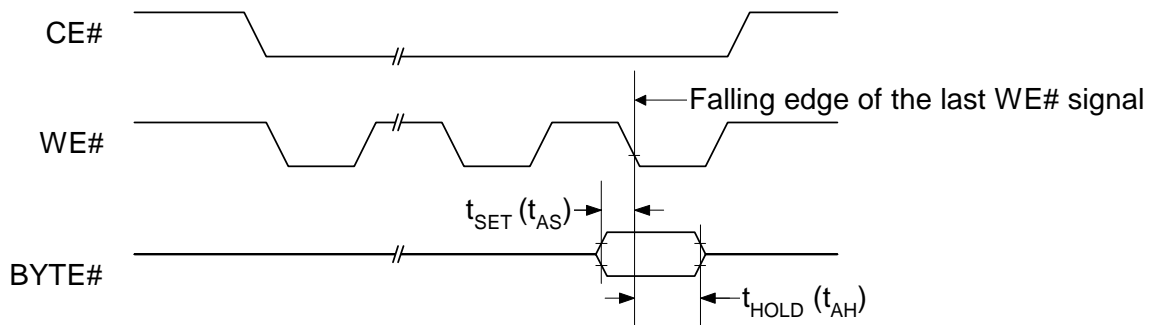 CE#
Falling edge of the last WE# signal
WE#
tSET (tAS)
BYTE#
tHOLD (tAH)